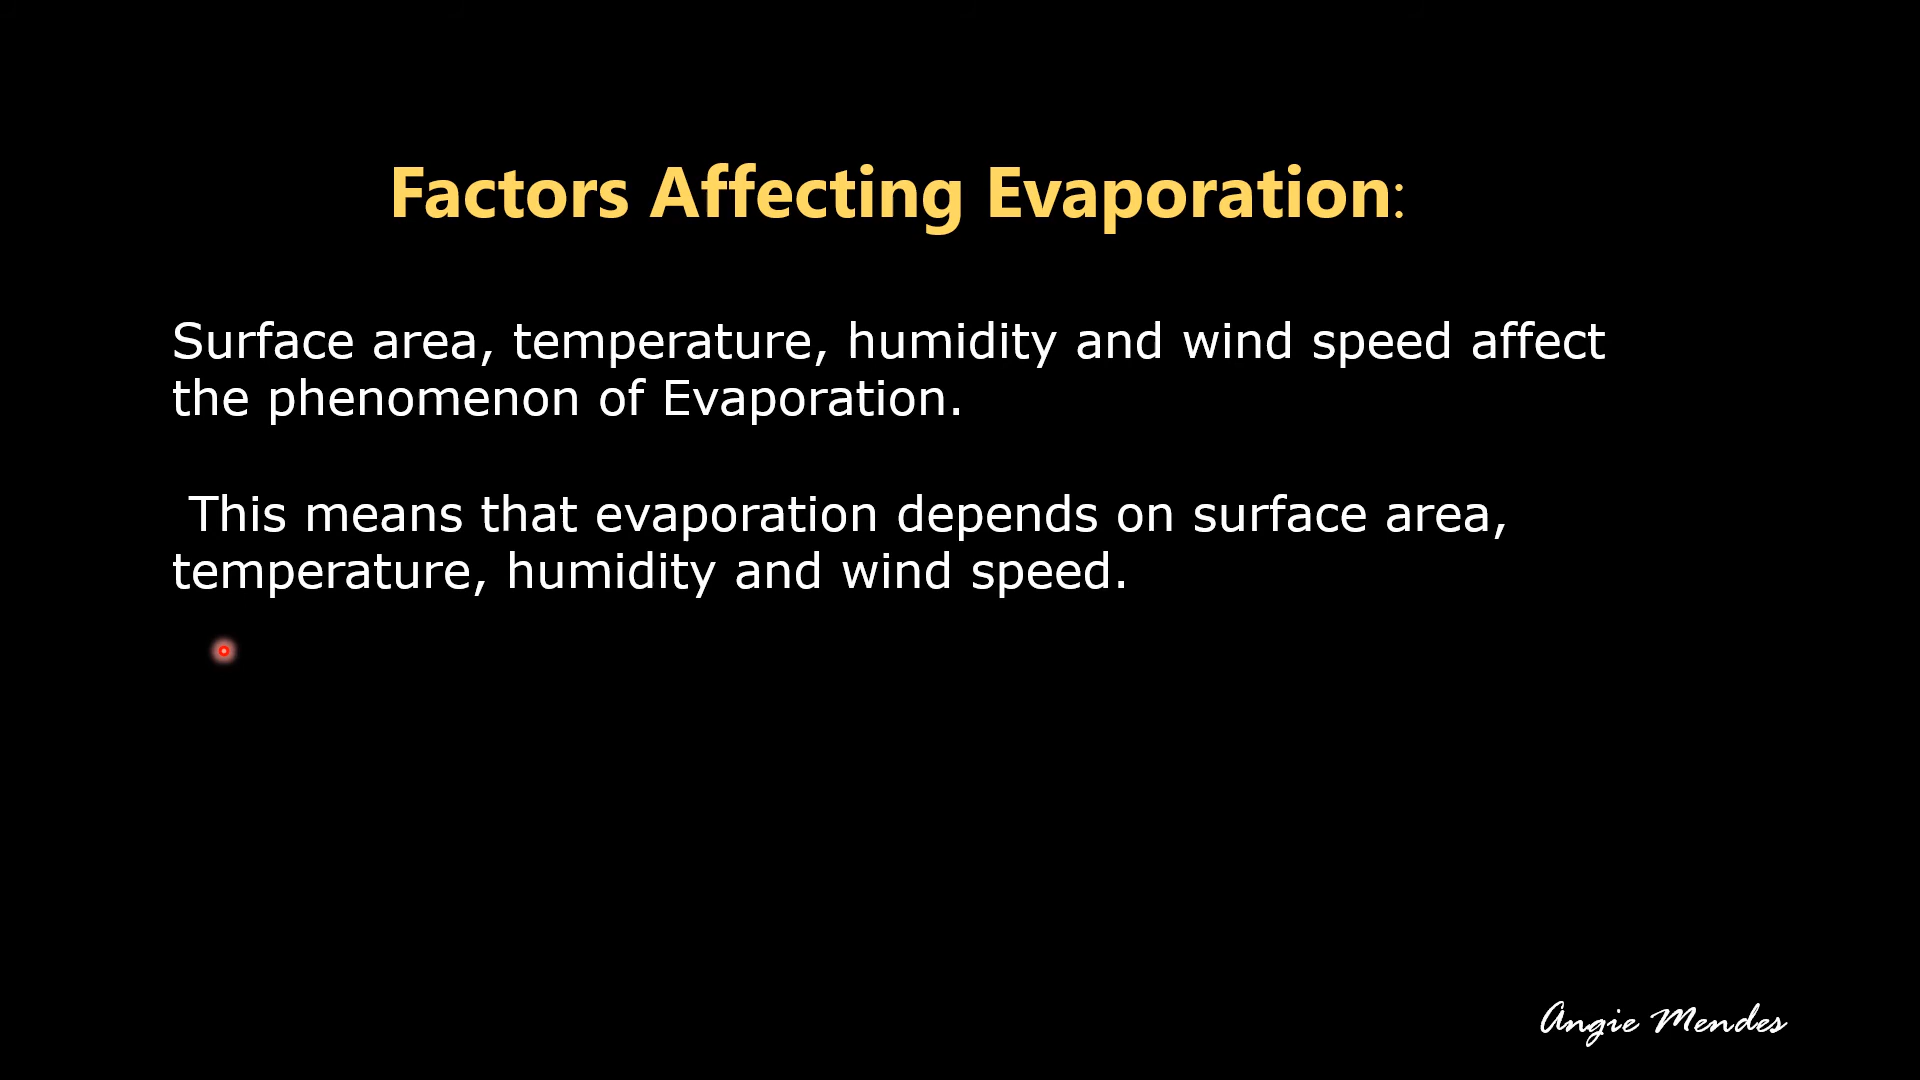 Factors Affecting Evaporation:
Surface area, temperature, humidity and wind speed affect
the phenomenon of Evaporation.
This means that evaporation depends on surface area,
temperature, humidity and wind speed.
Angie Mendes